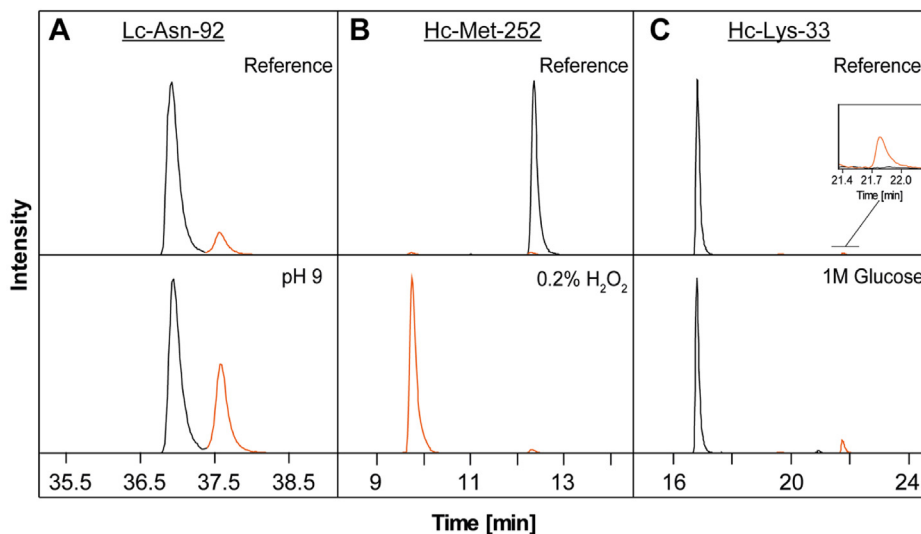 A
Lc-Asn-92
Reference
pH 9
B
Hc-Met-252
Reference
0.2% H₂O₂
C
Hc-Lys-33
Reference
21.4 21.7 22.0
Time [min]
1M Glucose
Intensity
35.5 36.5 37.5 38.5
9 11 13
16 20 24
Time [min]